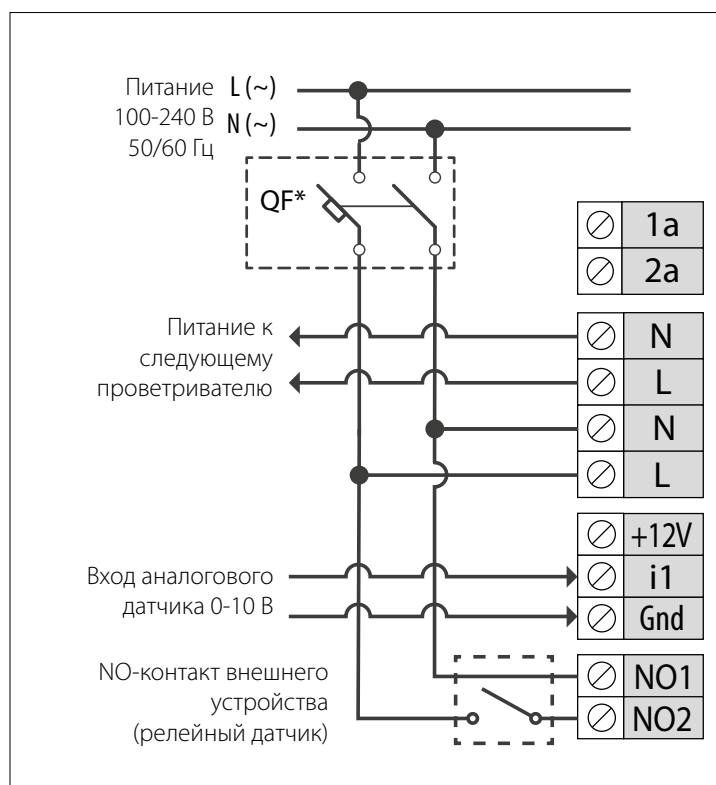 Питание L (~)
100-240 В N (~)
50/60 Гц
QF*
1a
2a
Питание к
следующему
проветривателю
N
L
N
L
+12V
Вход аналогового
датчика 0-10 В
i1
Gnd
NO-контакт внешнего
устройства
(релейный датчик)
NO1
NO2